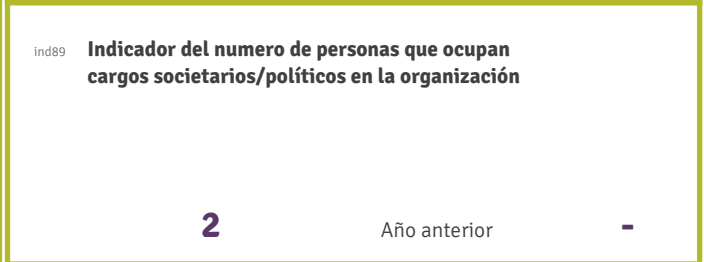 ind89 Indicador del numero de personas que ocupan
cargos societarios/políticos en la organización
2 Año anterior -